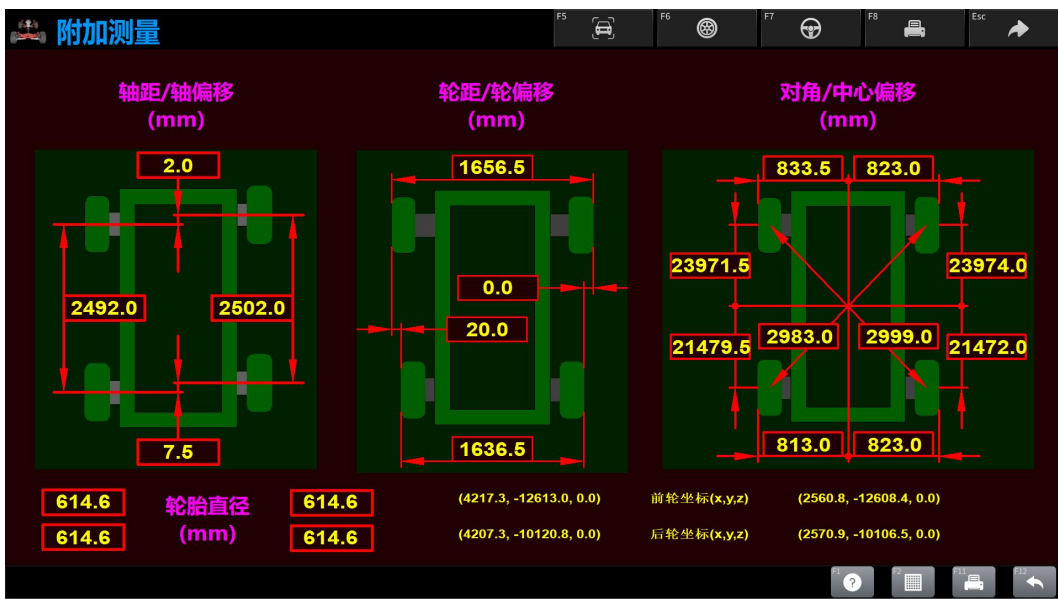 附加测量
F5 F6 F7 F8 Esc
轴距/轴偏移 轮距/轮偏移 对角/中心偏移
(mm) (mm) (mm)
2.0 1656.5 833.5 823.0
23971.5 23974.0
0.0
2492.0 2502.0
20.0 2983.0 2999.0
21479.5 21472.0
7.5 1636.5 813.0 823.0
614.6 轮胎直径 614.6 (4217.3, -12613.0, 0.0) 前轮坐标(x,y,z) (2560.8, -12608.4, 0.0)
614.6 (mm) 614.6 (4207.3, -10120.8, 0.0) 后轮坐标(x,y,z) (2570.9, -10106.5, 0.0)
F1 ? F2 F11 F12